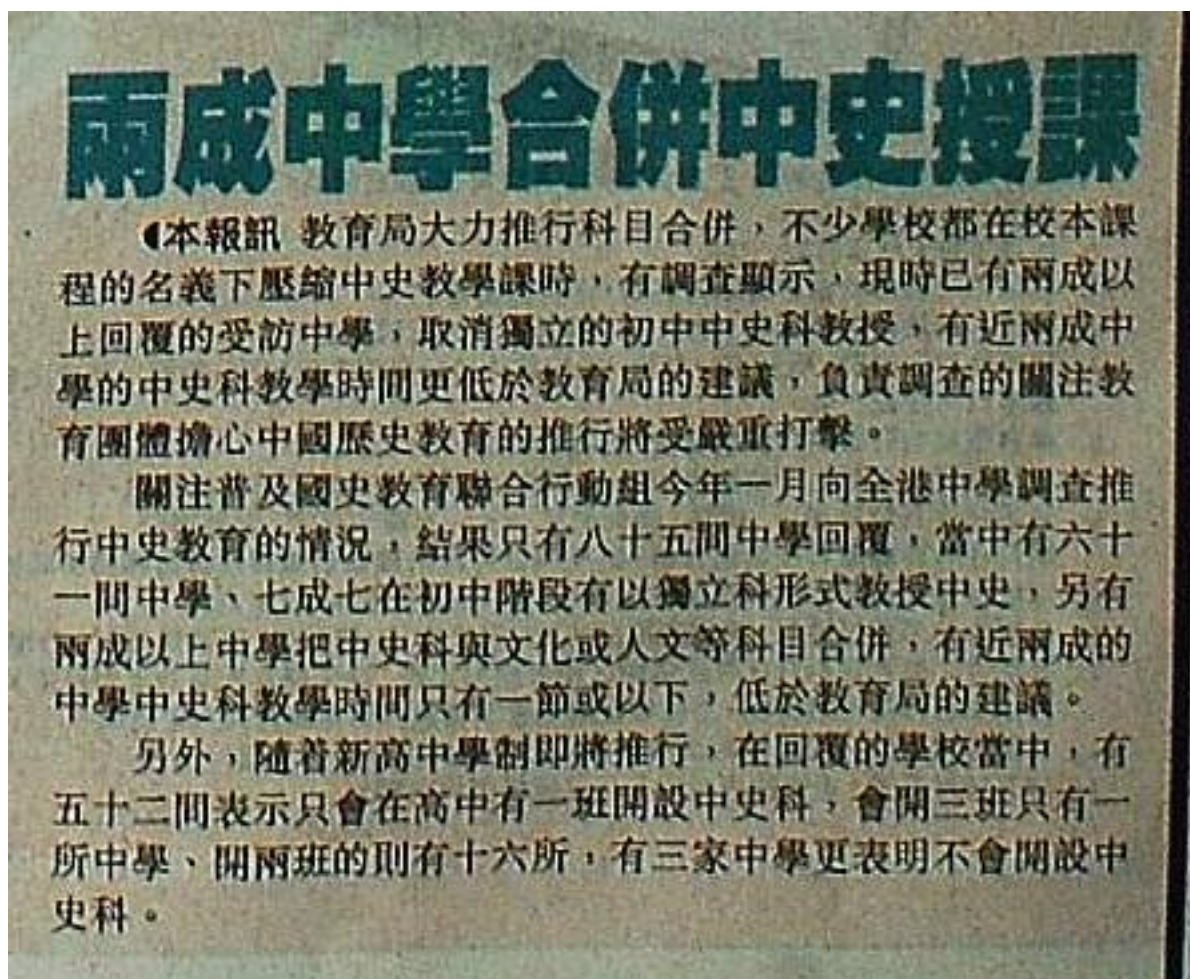 兩成中學合併中史授課
本報訊 教育局大力推行科目合併，不少學校都在校本課
程的名義下壓縮中史教學課時，有調查顯示，現時已有兩成以
上回覆的受訪中學，取消獨立的初中中史科教授，有近兩成中
學的中史科教學時間更低於教育局的建議，負責調查的關注教
育團體擔心中國歷史教育的推行將受嚴重打擊。
關注普及國史教育聯合行動組今年一月向全港中學調查推
行中史教育的情況，結果只有八十五間中學回覆，當中有六十
一間中學、七成七在初中階段有以獨立科形式教授中史，另有
兩成以上中學把中史科與文化或人文等科目合併，有近兩成的
中學中史科教學時間只有一節或以下，低於教育局的建議。
另外，隨着新高中學制即將推行，在回覆的學校當中，有
五十二間表示只會在高中有一班開設中史科，會開三班只有一
所中學、開兩班的則有十六所，有三家中學更表明不會開設中
史科。